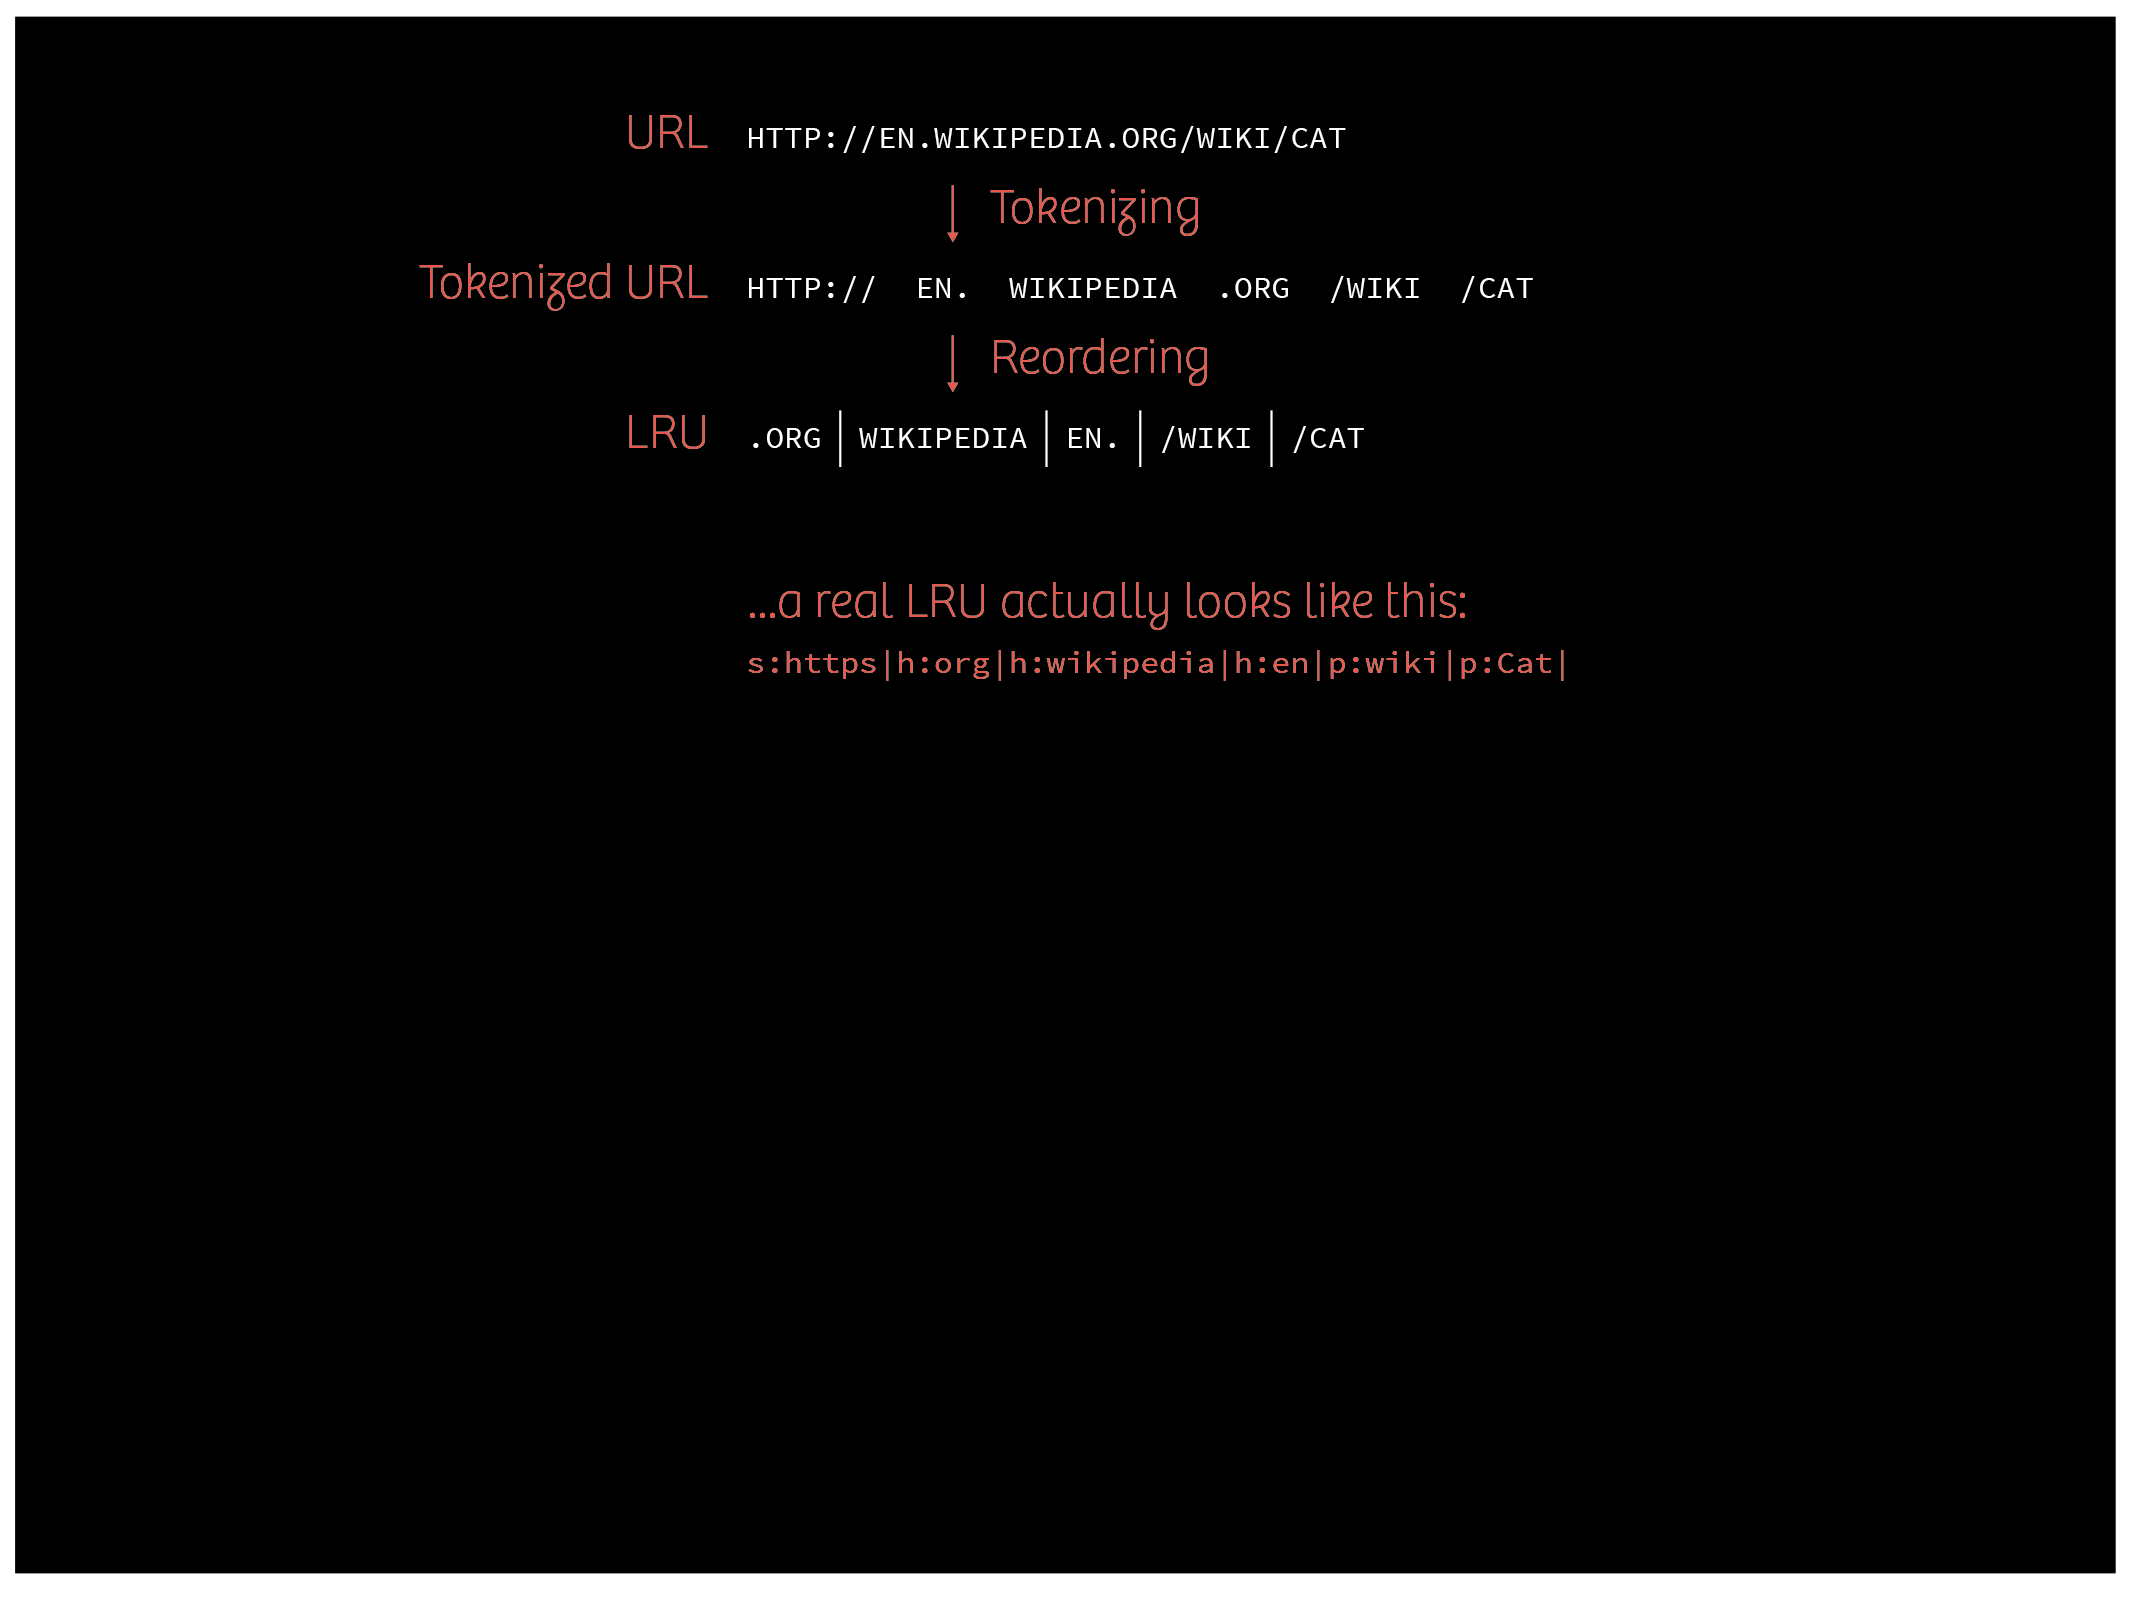 URL HTTP://EN.WIKIPEDIA.ORG/WIKI/CAT
Tokenizing
Tokenized URL HTTP:// EN. WIKIPEDIA .ORG /WIKI /CAT
Reordering
LRU .ORG | WIKIPEDIA | EN. | /WIKI | /CAT
...a real LRU actually looks like this:
s:https|h:org|h:wikipedia|h:en|p:wiki|p:Cat|